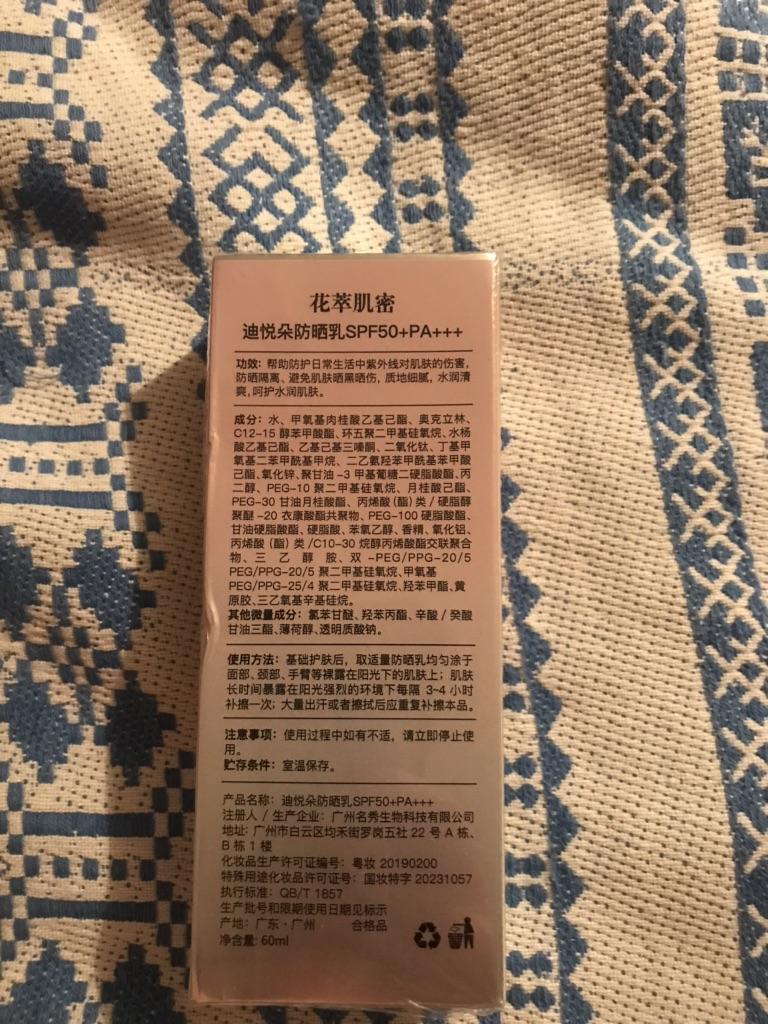 花萃肌密
迪悦朵防晒乳SPF50+PA+++
功效：帮助防护日常生活中紫外线对肌肤的伤害，
防晒隔离、避免肌肤晒黑晒伤，质地细腻，水润清
爽，呵护水润肌肤。
成分：水、甲氧基肉桂酸乙基己酯、奥克立林、
C12-15 醇苯甲酸酯、环五聚二甲基硅氧烷、水杨
酸乙基己酯、乙基己基三嗪酮、二氧化钛、丁基甲
氧基二苯甲酰基甲烷、二乙氨羟苯甲酰基苯甲酸
己酯、氧化锌、聚甘油-3 甲基葡糖二硬脂酸酯、丙
二醇、PEG-10 聚二甲基硅氧烷、月桂酸己酯、
PEG-30 甘油月桂酸酯、丙烯酸(酯)类/硬脂醇
聚醚-20 衣康酸酯共聚物、PEG-100 硬脂酸酯、
甘油硬脂酸酯、硬脂酸、苯氧乙醇、香精、氧化铝、
丙烯酸(酯)类/C10-30 烷醇丙烯酸酯交联聚合
物、三乙醇胺、双-PEG/PPG-20/5
PEG/PPG-20/5 聚二甲基硅氧烷、甲氧基
PEG/PPG-25/4 聚二甲基硅氧烷、羟苯甲酯、黄
原胶、三乙氧基辛基硅烷。
其他微量成分：氯苯甘醚、羟苯丙酯、辛酸/癸酸
甘油三酯、薄荷醇、透明质酸钠。
使用方法：基础护肤后，取适量防晒乳均匀涂于
面部、颈部、手臂等裸露在阳光下的肌肤上；肌肤
长时间暴露在阳光强烈的环境下每隔 3~4 小时
补擦一次；大量出汗或者擦拭后应重复补擦本品。
注意事项：使用过程中如有不适，请立即停止使
用。
贮存条件：室温保存。
产品名称：迪悦朵防晒乳SPF50+PA+++
注册人/生产企业：广州名秀生物科技有限公司
地址：广州市白云区均禾街罗岗五社 22 号 A 栋、
B 栋 1 楼
化妆品生产许可证编号：粤妆 20190200
特殊用途化妆品许可证号：国妆特字 20231057
执行标准：QB/T 1857
生产批号和限期使用日期见标示
产地：广东·广州 合格品
净含量：60ml